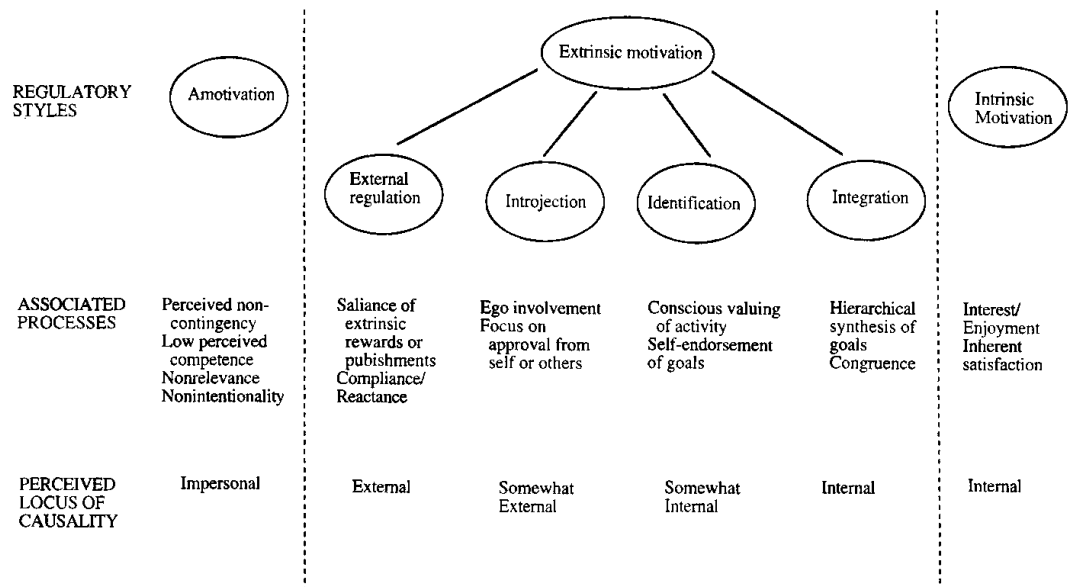 Extrinsic motivation
REGULATORY
STYLES
Amotivation
Intrinsic
Motivation
External
regulation
Introjection
Identification
Integration
ASSOCIATED
PROCESSES
Perceived non-
contingency
Low perceived
competence
Nonrelevance
Nonintentionality
Saliance of
extrinsic
rewards or
pubishments
Compliance/
Reactance
Ego involvement
Focus on
approval from
self or others
Conscious valuing
of activity
Self-endorsement
of goals
Hierarchical
synthesis of
goals
Congruence
Interest/
Enjoyment
Inherent
satisfaction
PERCEIVED
LOCUS OF
CAUSALITY
Impersonal
External
Somewhat
External
Somewhat
Internal
Internal
Internal